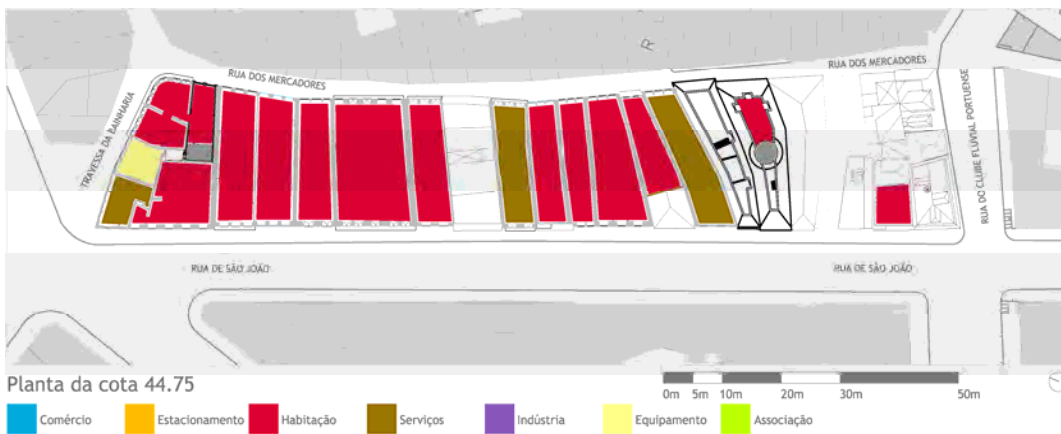 R
RUA DOS MERCADORES
RUA DOS MERCADORES
TRAVESSA DA BAINHARIA
RUA DO CLUBE FLUVIAL PORTUENSE
RUA DE SÃO JOÃO
RUA DE SÃO JOÃO
Planta da cota 44.75
0m 5m 10m 20m 30m 50m
Comércio Estacionamento Habitação Serviços Indústria Equipamento Associação